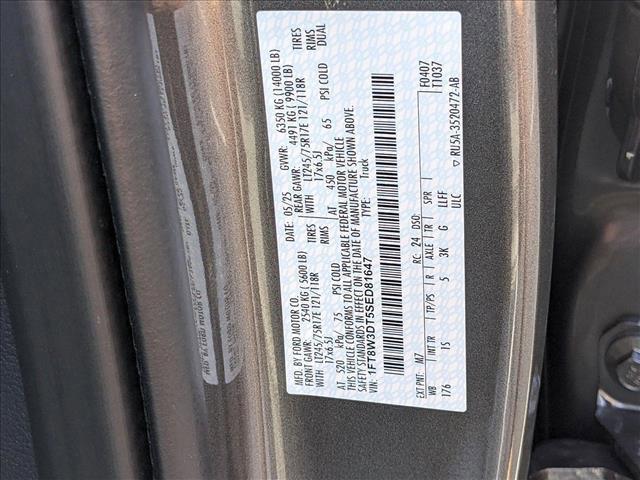 MFD. BY FORD MOTOR CO.
DATE: 05/25 GVWR: 6350 KG (14000 LB)
FRONT GAWR: 2540 KG (5600 LB) REAR GAWR: 4491 KG (9900 LB)
WITH LT245/75R17E 121/118R TIRES WITH LT245/75R17E 121/118R TIRES
17x6.5J RIMS 17x6.5J RIMS
AT 520 kPa/ 75 PSI COLD AT 450 kPa/ 65 PSI COLD DUAL
THIS VEHICLE CONFORMS TO ALL APPLICABLE FEDERAL MOTOR VEHICLE
SAFETY STANDARDS IN EFFECT ON THE DATE OF MANUFACTURE SHOWN ABOVE.
VIN: 1FT8W3DT5SED81647 TYPE: Truck
F0407
T1037
EXT PNT: M7 RC: 24 DSO:
WB INT TR TP/PS R AXLE TR SPR
176 15 5 3K G LLFF
ULC ▽ RU5A-3520472-AB